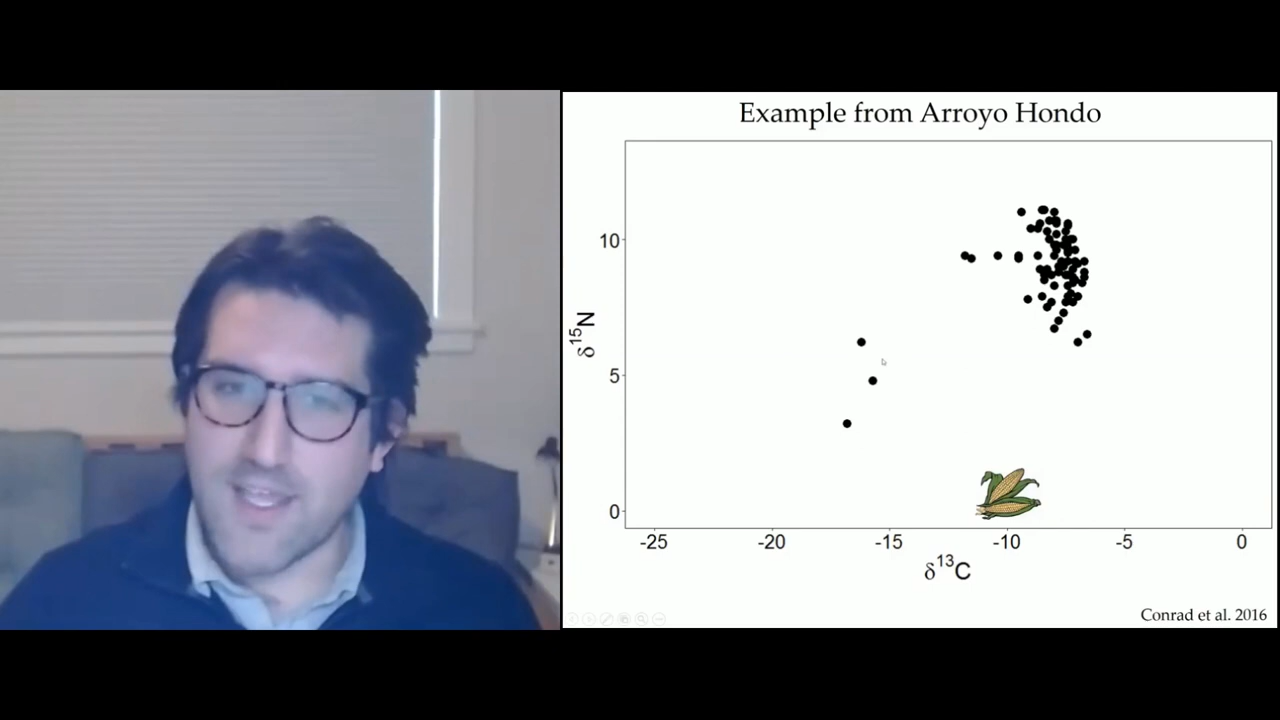 Example from Arroyo Hondo
10
δ15N
5
0
-25 -20 -15 -10 -5 0
δ13C
Conrad et al. 2016